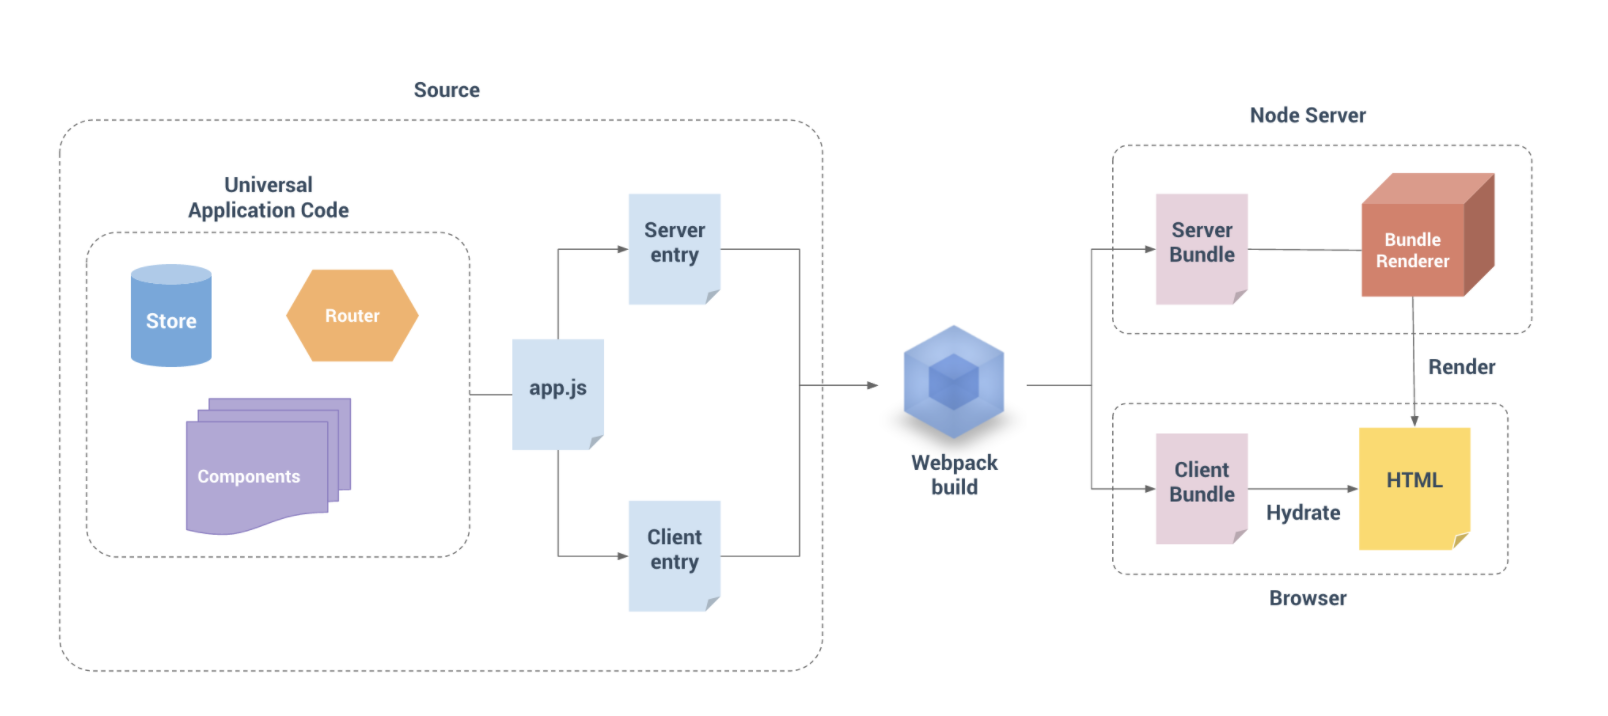 Source
Universal
Application Code
Store
Router
Components
app.js
Server
entry
Client
entry
Webpack
build
Node Server
Server
Bundle
Bundle
Renderer
Render
Client
Bundle
Hydrate
HTML
Browser